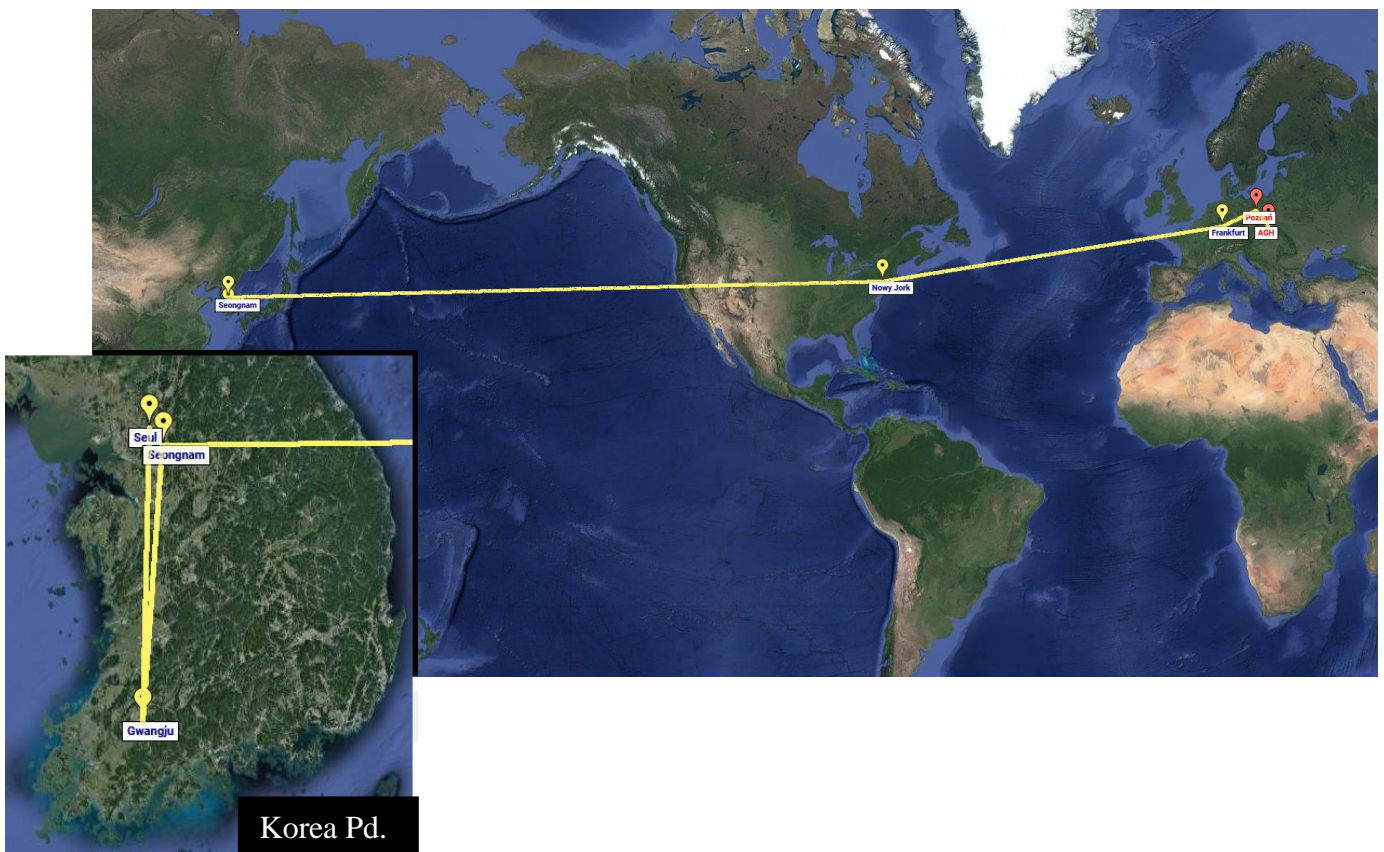 Poznań
Frankfurt
AGH
Nowy Jork
Seongnam
Seul
Seongnam
Gwangju
Korea Pd.